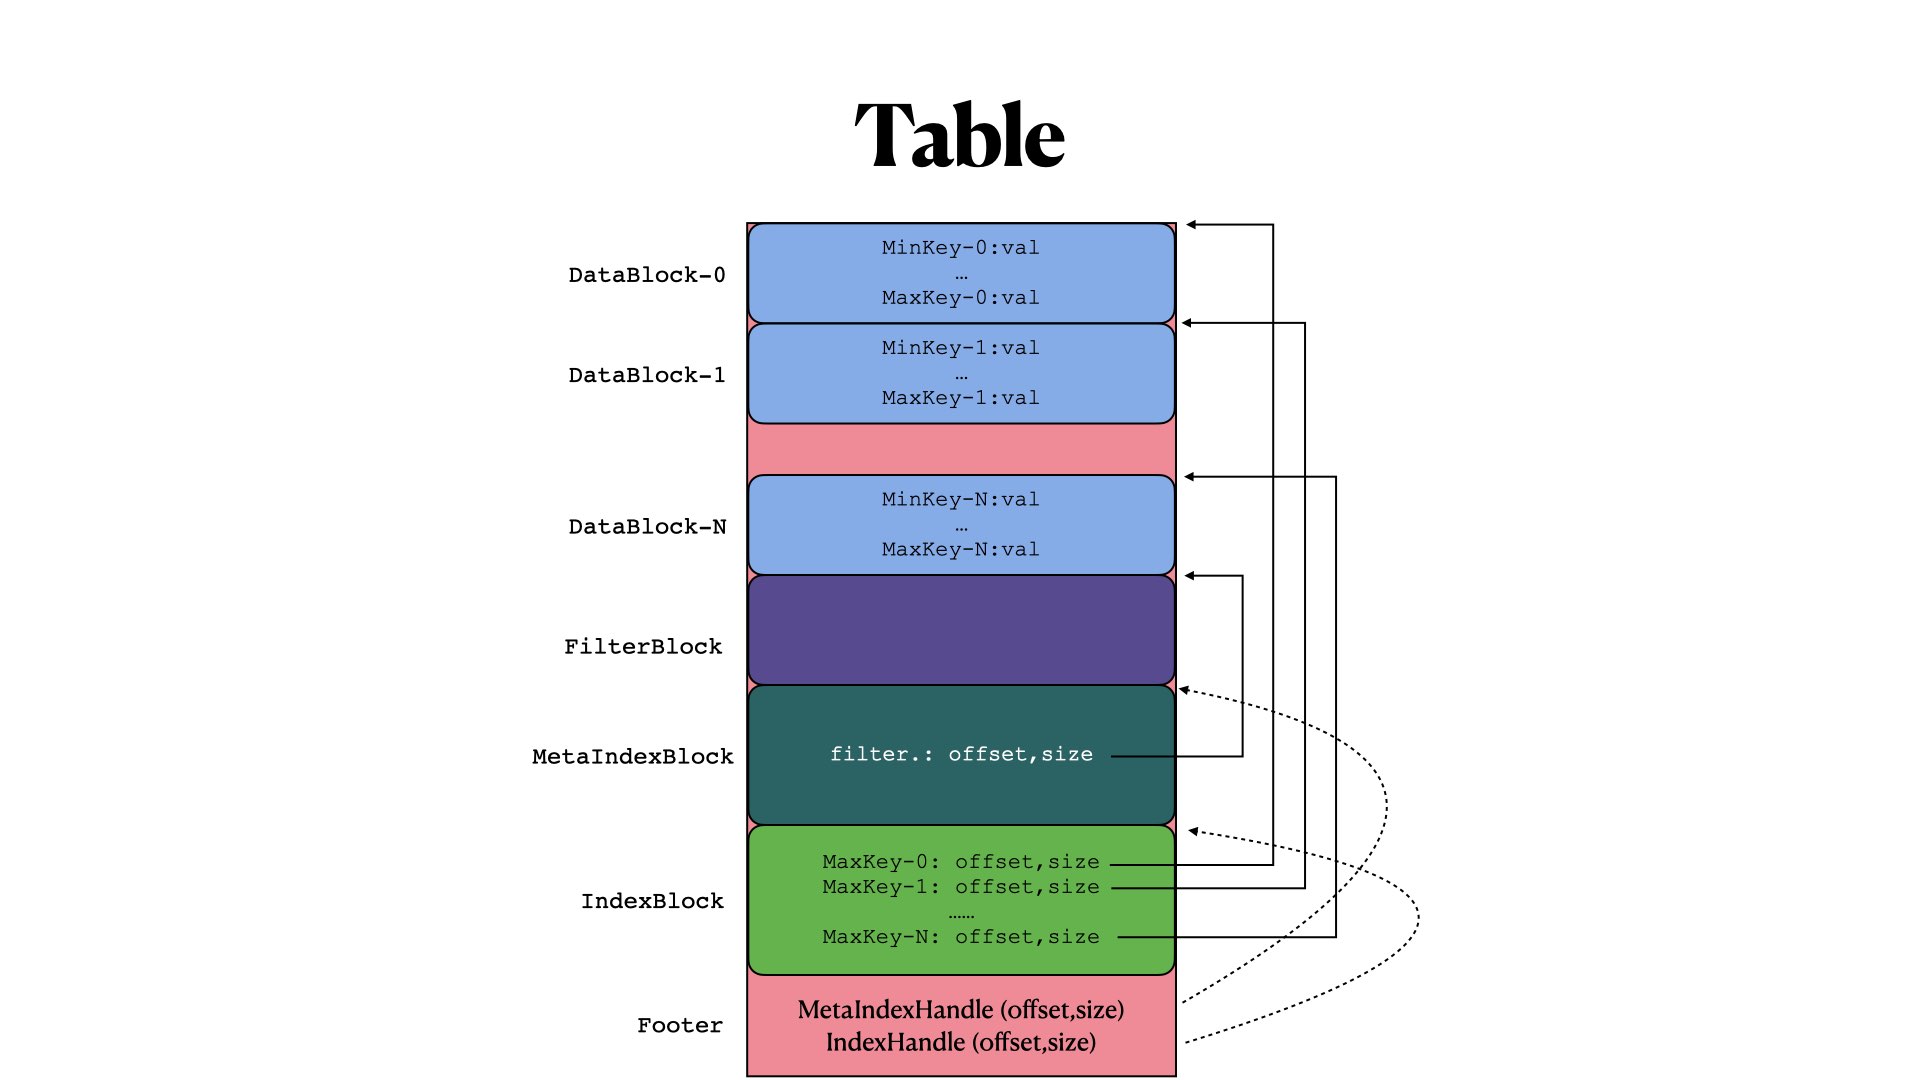 Table
DataBlock-0
MinKey-0:val
…
MaxKey-0:val
DataBlock-1
MinKey-1:val
…
MaxKey-1:val
DataBlock-N
MinKey-N:val
…
MaxKey-N:val
FilterBlock
MetaIndexBlock
filter.: offset,size
IndexBlock
MaxKey-0: offset,size
MaxKey-1: offset,size
……
MaxKey-N: offset,size
Footer
MetaIndexHandle (offset,size)
IndexHandle (offset,size)